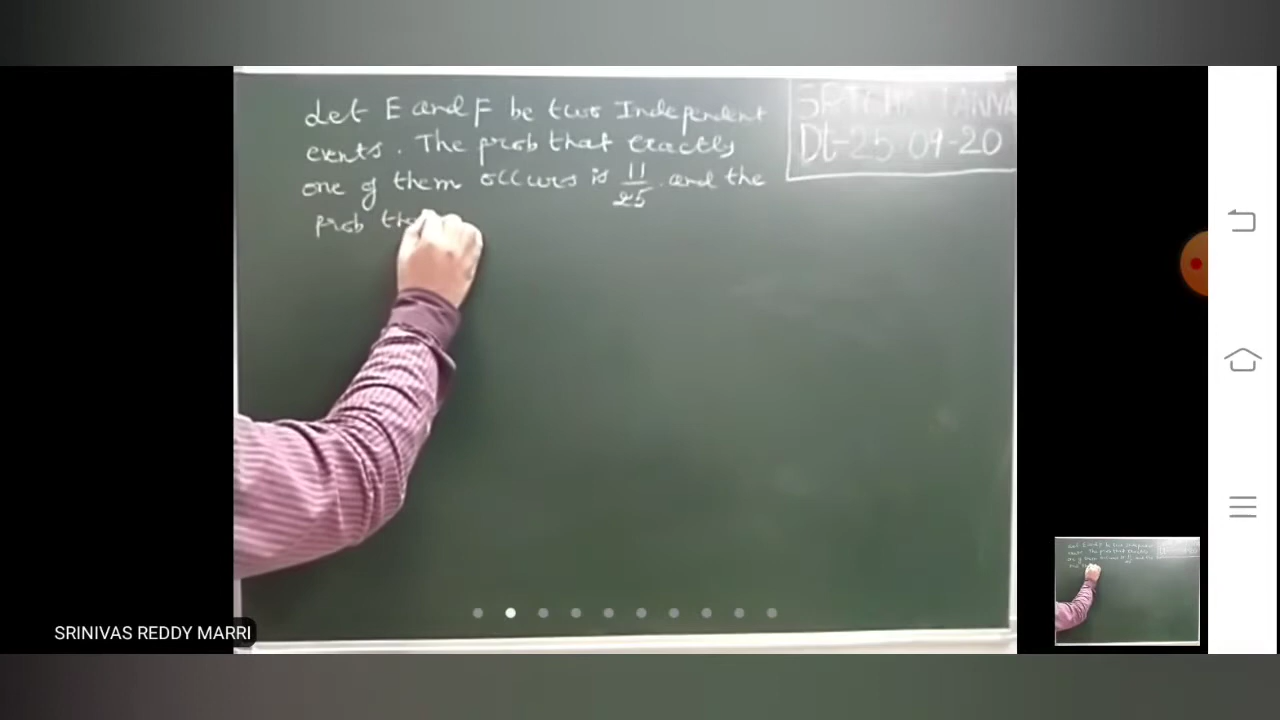 Let E and F be two Independent
events. The prob that exactly
one of them occurs is 11/25 and the
prob
Dt-25-09-20
SRINIVAS REDDY MARRI